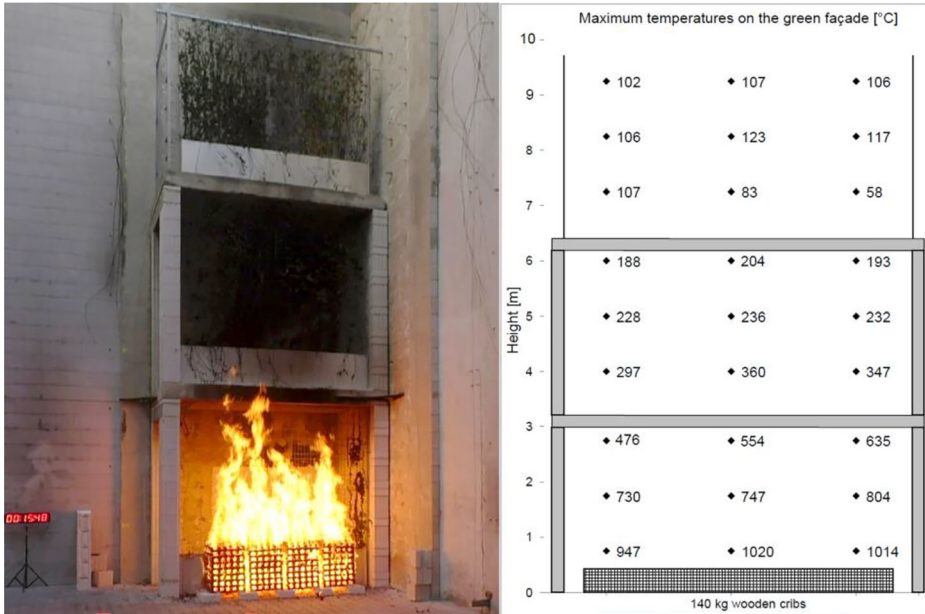 00:15:48
Maximum temperatures on the green façade [°C]
10
9
8
7
6
5
4
3
2
1
0
Height [m]
102 107 106
106 123 117
107 83 58
188 204 193
228 236 232
297 360 347
476 554 635
730 747 804
947 1020 1014
140 kg wooden cribs